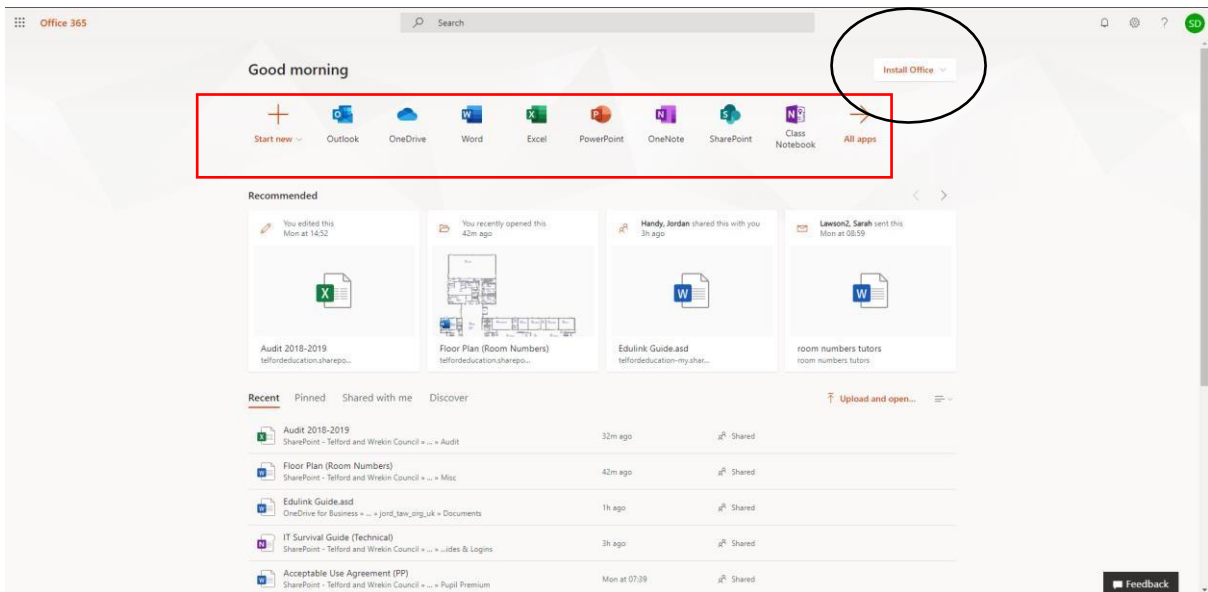 Office 365
Search
?
SD
Good morning
Install Office
Start new
Outlook
OneDrive
Word
Excel
PowerPoint
OneNote
SharePoint
Class
Notebook
All apps
Recommended
You edited this
Mon at 14:52
You recently opened this
42m ago
Handy, Jordan shared this with you
3h ago
Lawson2, Sarah sent this
Mon at 08:59
Audit 2018-2019
telfordeducation.sharepo...
Floor Plan (Room Numbers)
telfordeducation.sharepo...
Edulink Guide.asd
telfordeducation-my.shar...
room numbers tutors
room numbers tutors
Recent Pinned Shared with me Discover
Upload and open...
Audit 2018-2019
SharePoint - Telford and Wrekin Council » ... » Audit
32m ago
Shared
Floor Plan (Room Numbers)
SharePoint - Telford and Wrekin Council » ... » Misc
42m ago
Shared
Edulink Guide.asd
OneDrive for Business » ... » jord_taw_org_uk » Documents
1h ago
Shared
IT Survival Guide (Technical)
SharePoint - Telford and Wrekin Council » ... » ...ides & Logins
3h ago
Shared
Acceptable Use Agreement (PP)
SharePoint - Telford and Wrekin Council » ... » Pupil Premium
Mon at 07:39
Shared
Feedback